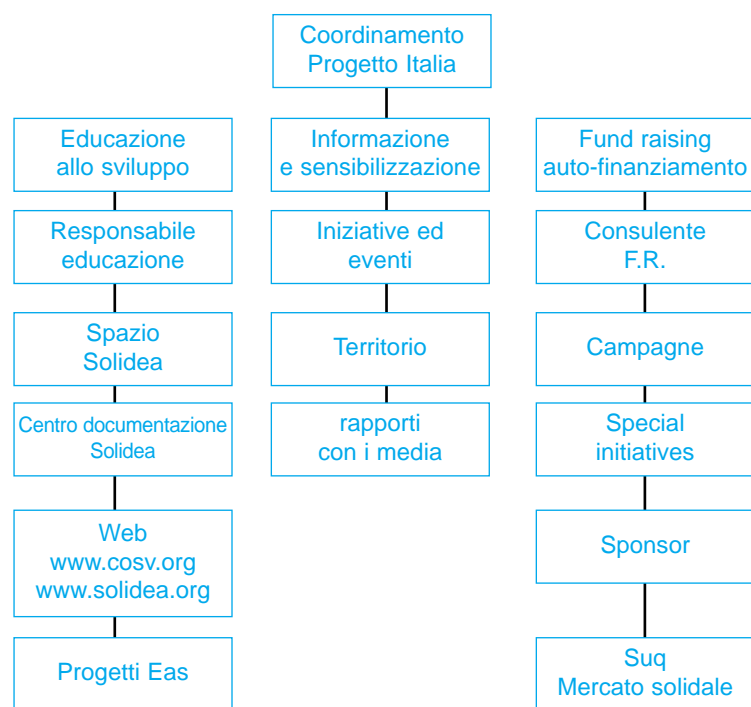 Coordinamento
Progetto Italia
Educazione
allo sviluppo
Responsabile
educazione
Spazio
Solidea
Centro documentazione
Solidea
Web
www.cosv.org
www.solidea.org
Progetti Eas
Informazione
e sensibilizzazione
Iniziative ed
eventi
Territorio
rapporti
con i media
Fund raising
auto-finanziamento
Consulente
F.R.
Campagne
Special
initiatives
Sponsor
Suq
Mercato solidale